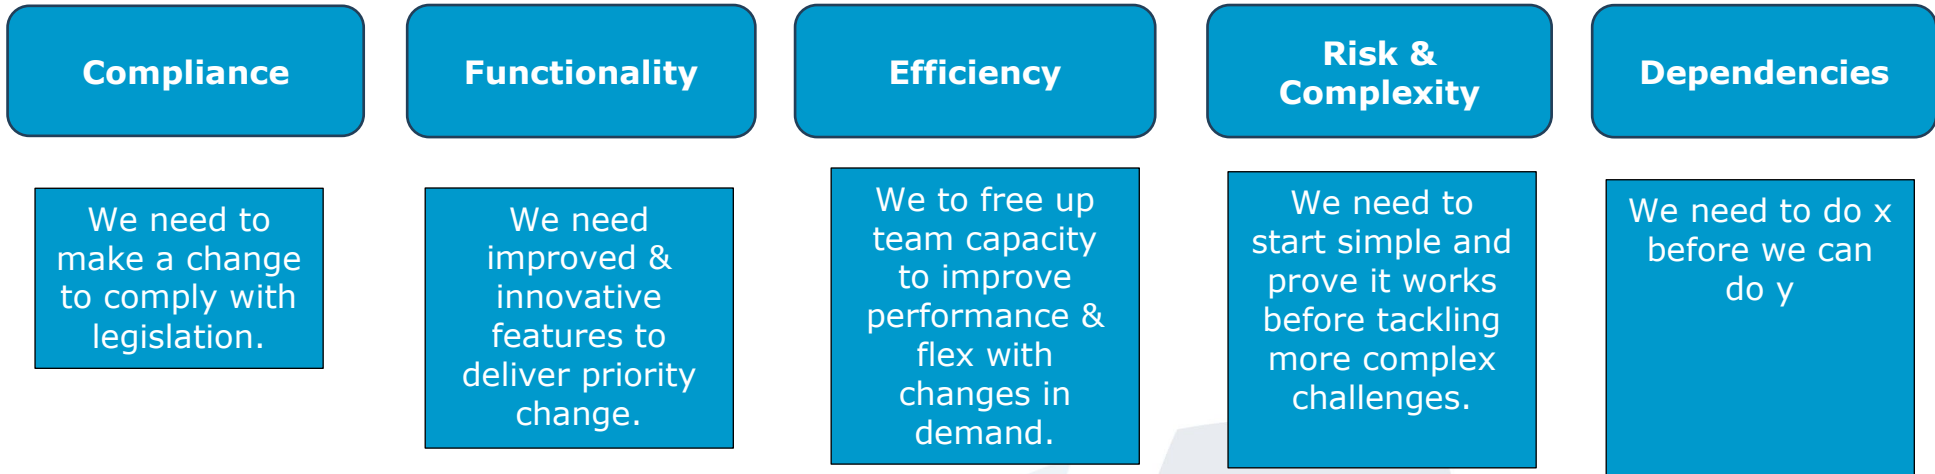 Compliance
Functionality
Efficiency
Risk &
Complexity
Dependencies
We need to
make a change
to comply with
legislation.
We need
improved &
innovative
features to
deliver priority
change.
We to free up
team capacity
to improve
performance &
flex with
changes in
demand.
We need to
start simple and
prove it works
before tackling
more complex
challenges.
We need to do x
before we can
do y